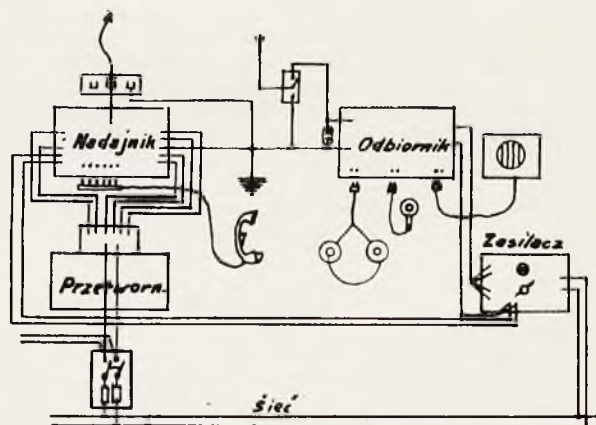 Nadajnik
Odbiornik
Zasilacz
Przetworn.
sieć